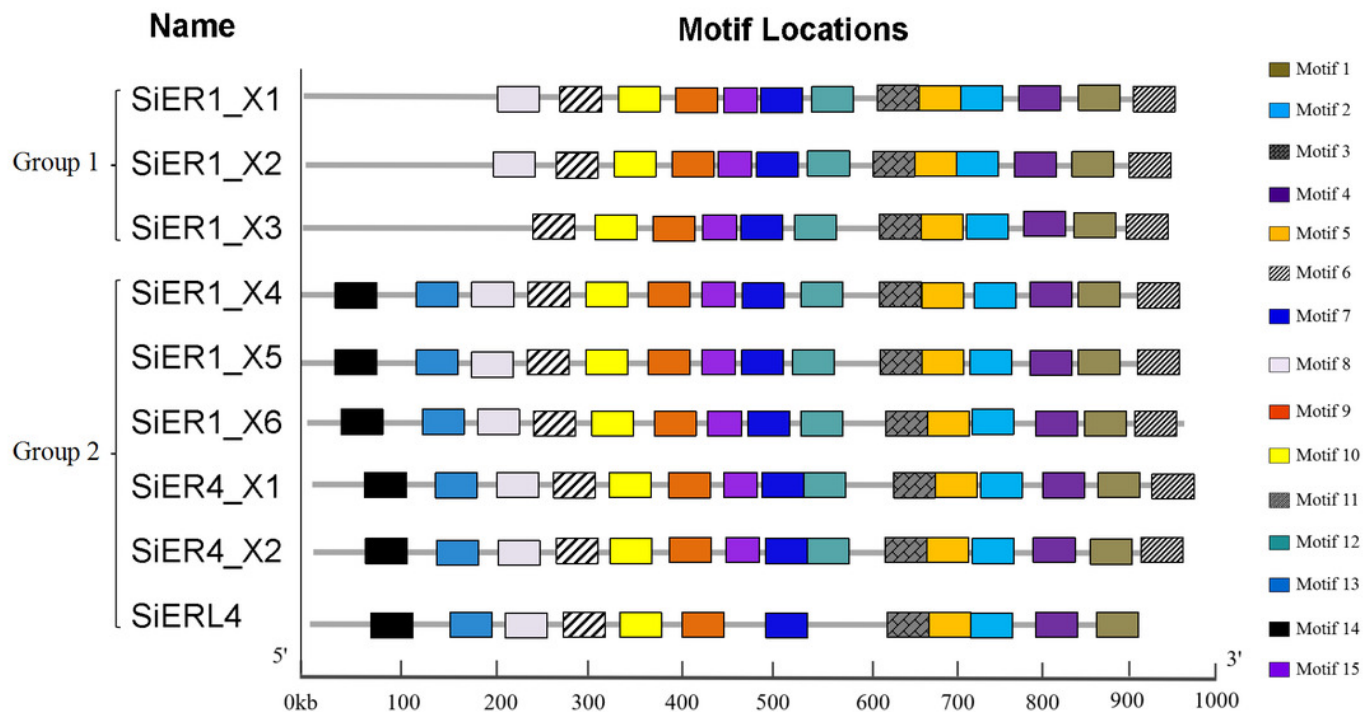 Name
Motif Locations
Group 1
SiER1_X1
SiER1_X2
SiER1_X3
Group 2
SiER1_X4
SiER1_X5
SiER1_X6
SiER4_X1
SiER4_X2
SiERL4
5'
3'
0kb 100 200 300 400 500 600 700 800 900 1000
Motif 1
Motif 2
Motif 3
Motif 4
Motif 5
Motif 6
Motif 7
Motif 8
Motif 9
Motif 10
Motif 11
Motif 12
Motif 13
Motif 14
Motif 15